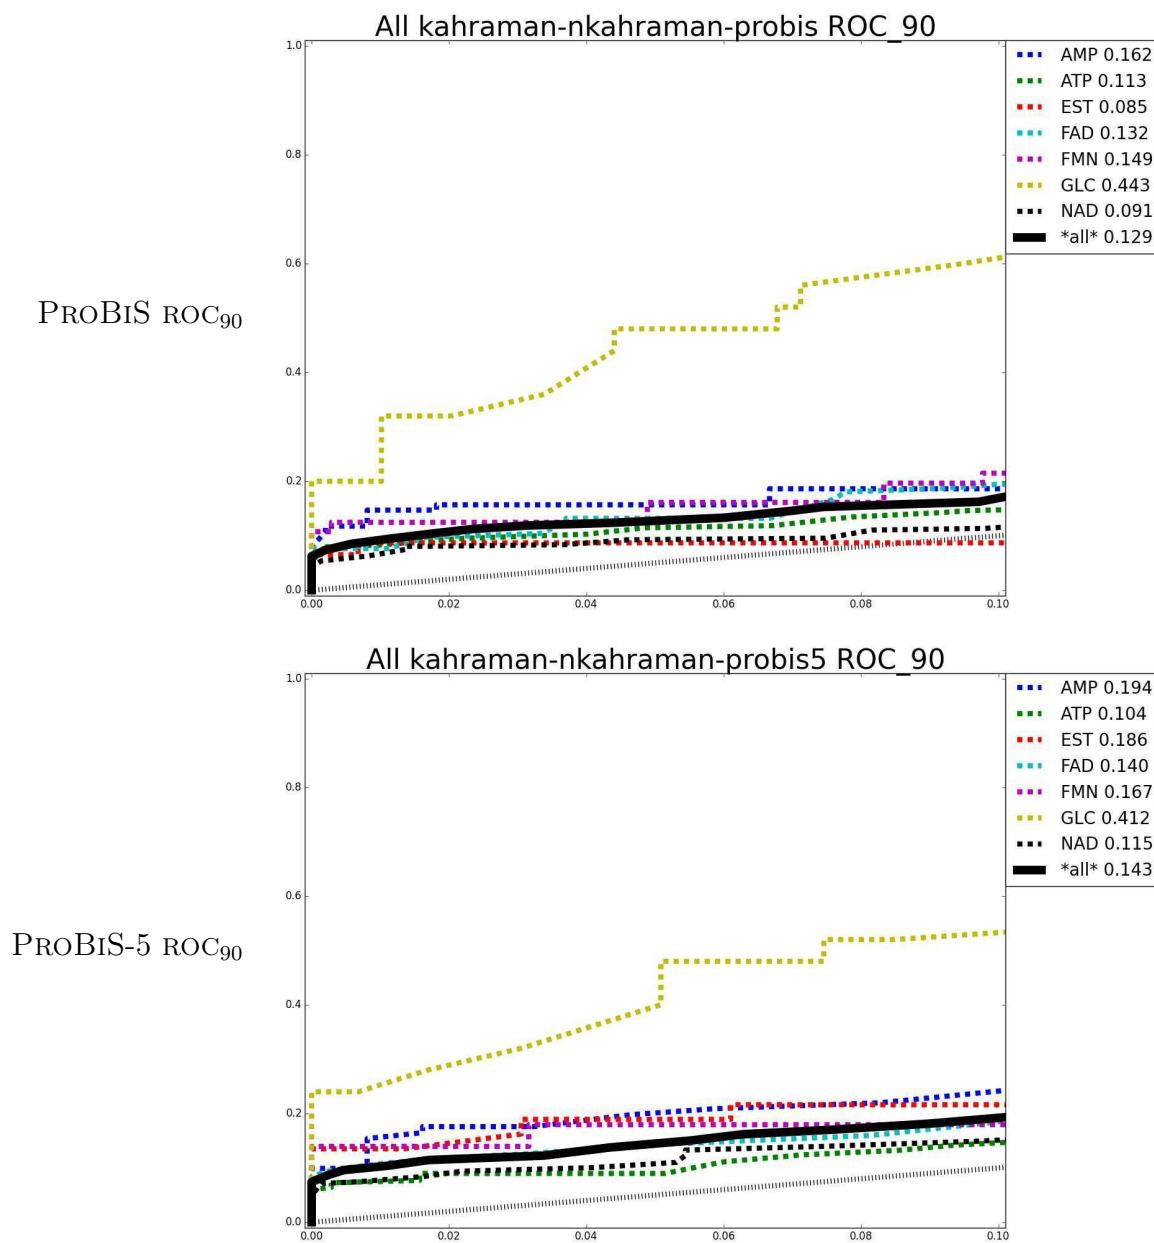 All kahraman-nkahraman-probis ROC_90
1.0
0.8
0.6
0.4
0.2
0.0
0.00 0.02 0.04 0.06 0.08 0.10
AMP 0.162
ATP 0.113
EST 0.085
FAD 0.132
FMN 0.149
GLC 0.443
NAD 0.091
*all* 0.129
PROBIS ROC90
All kahraman-nkahraman-probis5 ROC_90
1.0
0.8
0.6
0.4
0.2
0.0
0.00 0.02 0.04 0.06 0.08 0.10
AMP 0.194
ATP 0.104
EST 0.186
FAD 0.140
FMN 0.167
GLC 0.412
NAD 0.115
*all* 0.143
PROBIS-5 ROC90